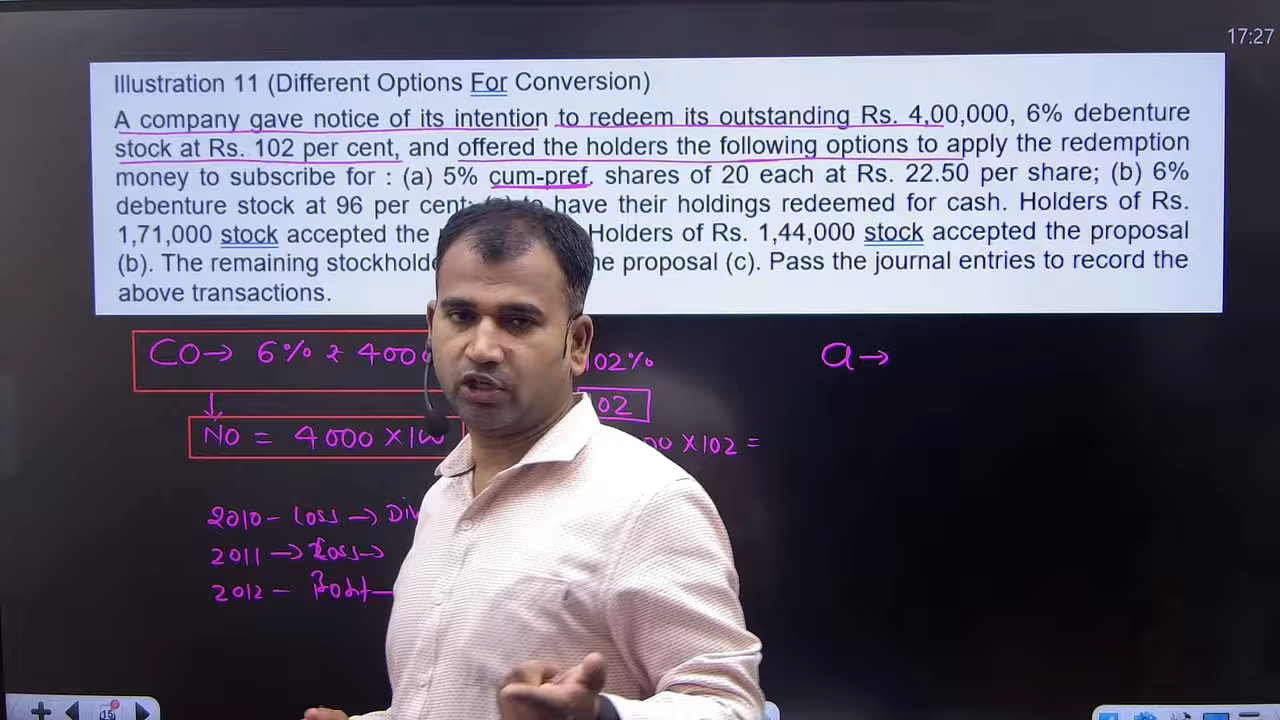 17:27
Illustration 11 (Different Options For Conversion)
A company gave notice of its intention to redeem its outstanding Rs. 4,00,000, 6% debenture
stock at Rs. 102 per cent, and offered the holders the following options to apply the redemption
money to subscribe for : (a) 5% cum-pref. shares of 20 each at Rs. 22.50 per share; (b) 6%
debenture stock at 96 per cent; to have their holdings redeemed for cash. Holders of Rs.
1,71,000 stock accepted the Holders of Rs. 1,44,000 stock accepted the proposal
(b). The remaining the proposal (c). Pass the journal entries to record the
above transactions.
CO → 6% 400 102%
a →
02
NO = 4000 × 100 × 102 =
2010 - Loss →
2011 → Loss →
2012 -
15